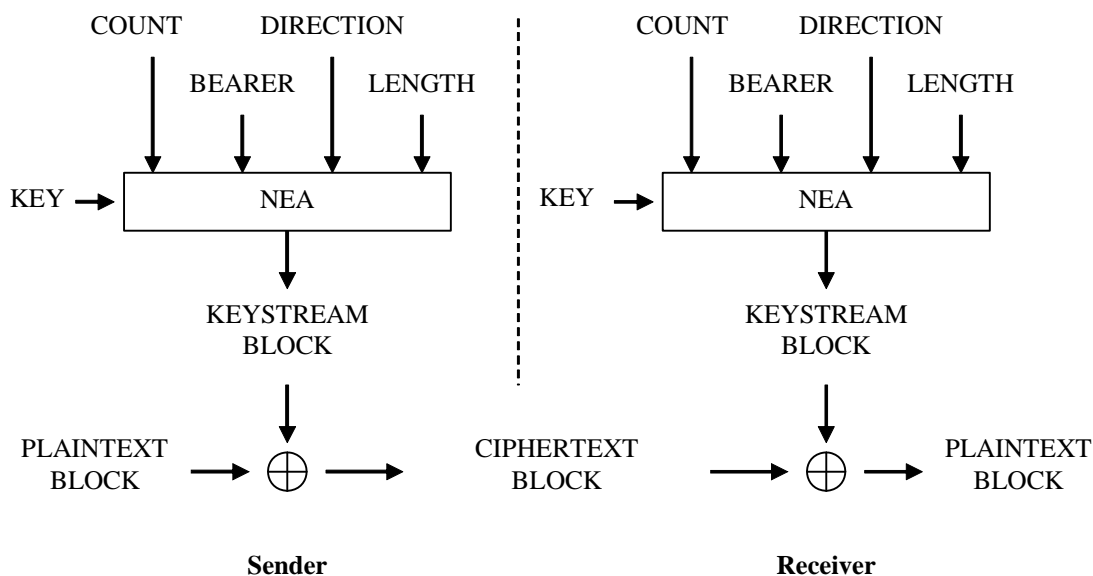 COUNT
DIRECTION
BEARER
LENGTH
KEY
NEA
KEYSTREAM
BLOCK
PLAINTEXT
BLOCK
CIPHERTEXT
BLOCK
Sender
COUNT
DIRECTION
BEARER
LENGTH
KEY
NEA
KEYSTREAM
BLOCK
PLAINTEXT
BLOCK
Receiver